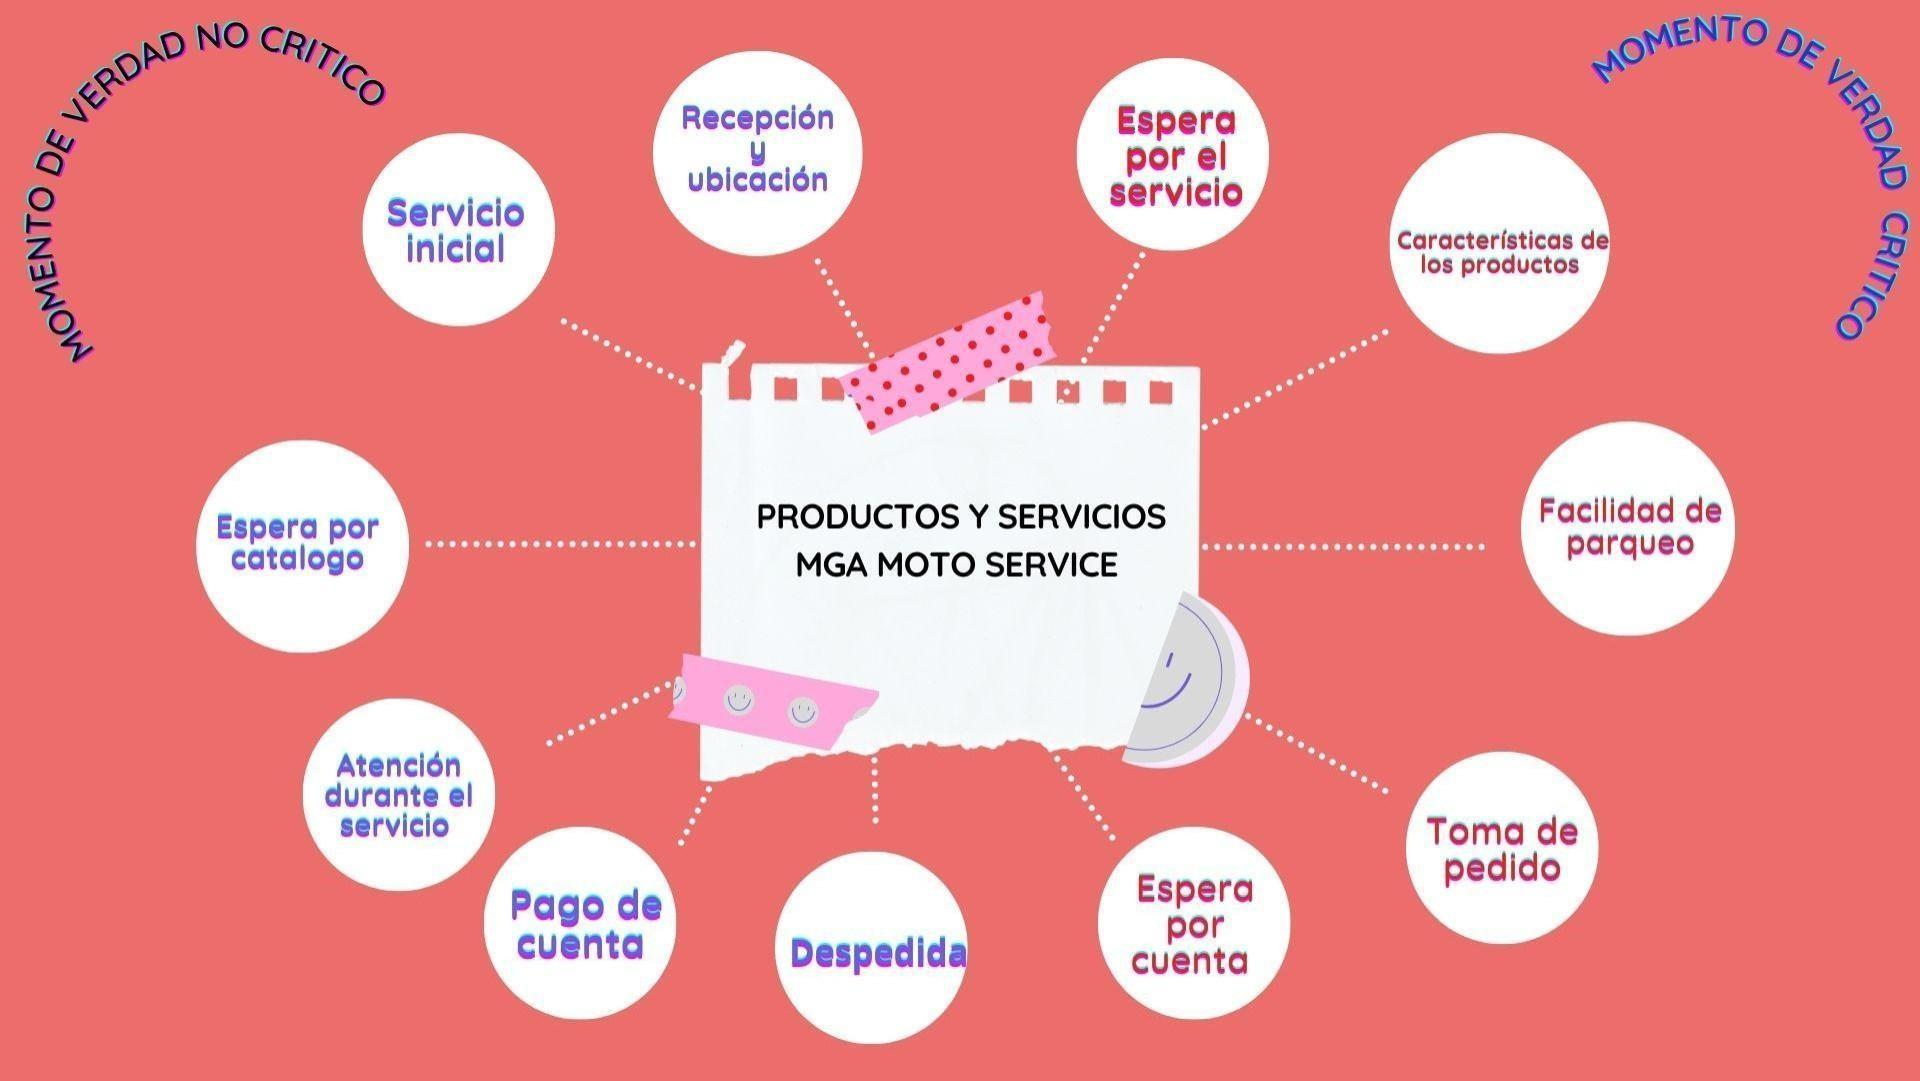 MOMENTO DE VERDAD NO CRITICO
MOMENTO DE VERDAD CRITICO
Servicio
inicial
Recepción
y
ubicación
Espera
por el
servicio
Características de
los productos
Espera por
catalogo
PRODUCTOS Y SERVICIOS
MGA MOTO SERVICE
Facilidad de
parqueo
Atención
durante el
servicio
Pago de
cuenta
Despedida
Espera
por
cuenta
Toma de
pedido